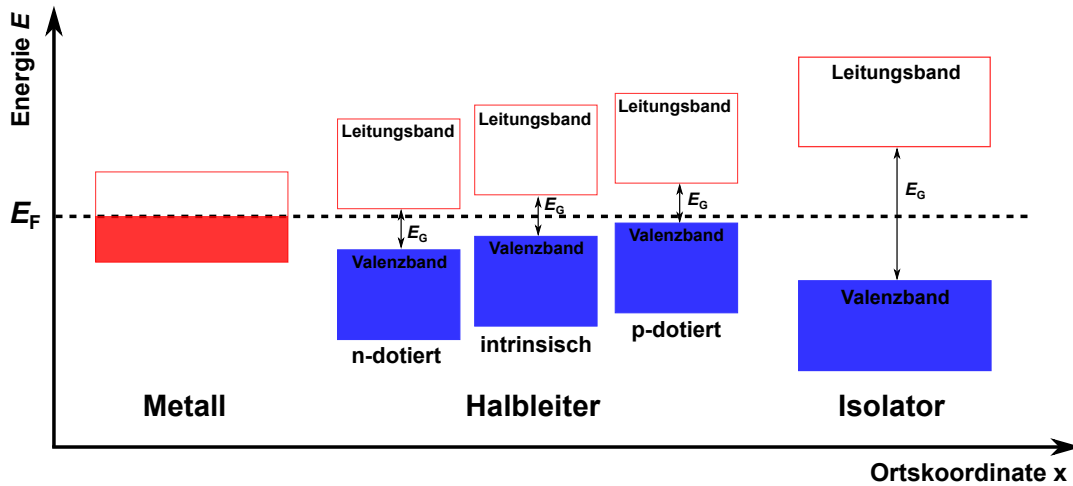 Energie E
E_F
Leitungsband
E_G
Valenzband
n-dotiert
Leitungsband
E_G
Valenzband
intrinsisch
Leitungsband
E_G
Valenzband
p-dotiert
Leitungsband
E_G
Valenzband
Metall
Halbleiter
Isolator
Ortskoordinate x